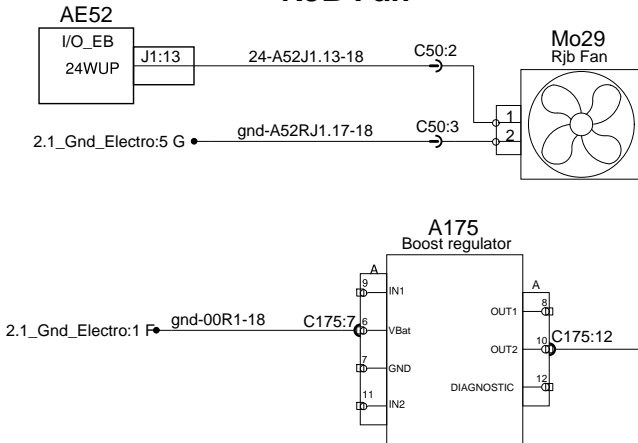 AE52
I/O_EB
24WUP
J1:13
24-A52J1.13-18
C50:2
Mo29
Rjb Fan
1
2
2.1_Gnd_Electro:5 G
gnd-A52RJ1.17-18
C50:3
A175
Boost regulator
A
A
9
IN1
8
OUT1
2.1_Gnd_Electro:1 F
gnd-00R1-18
C175:7
6
VBat
10
OUT2
C175:12
7
GND
12
DIAGNOSTIC
11
IN2